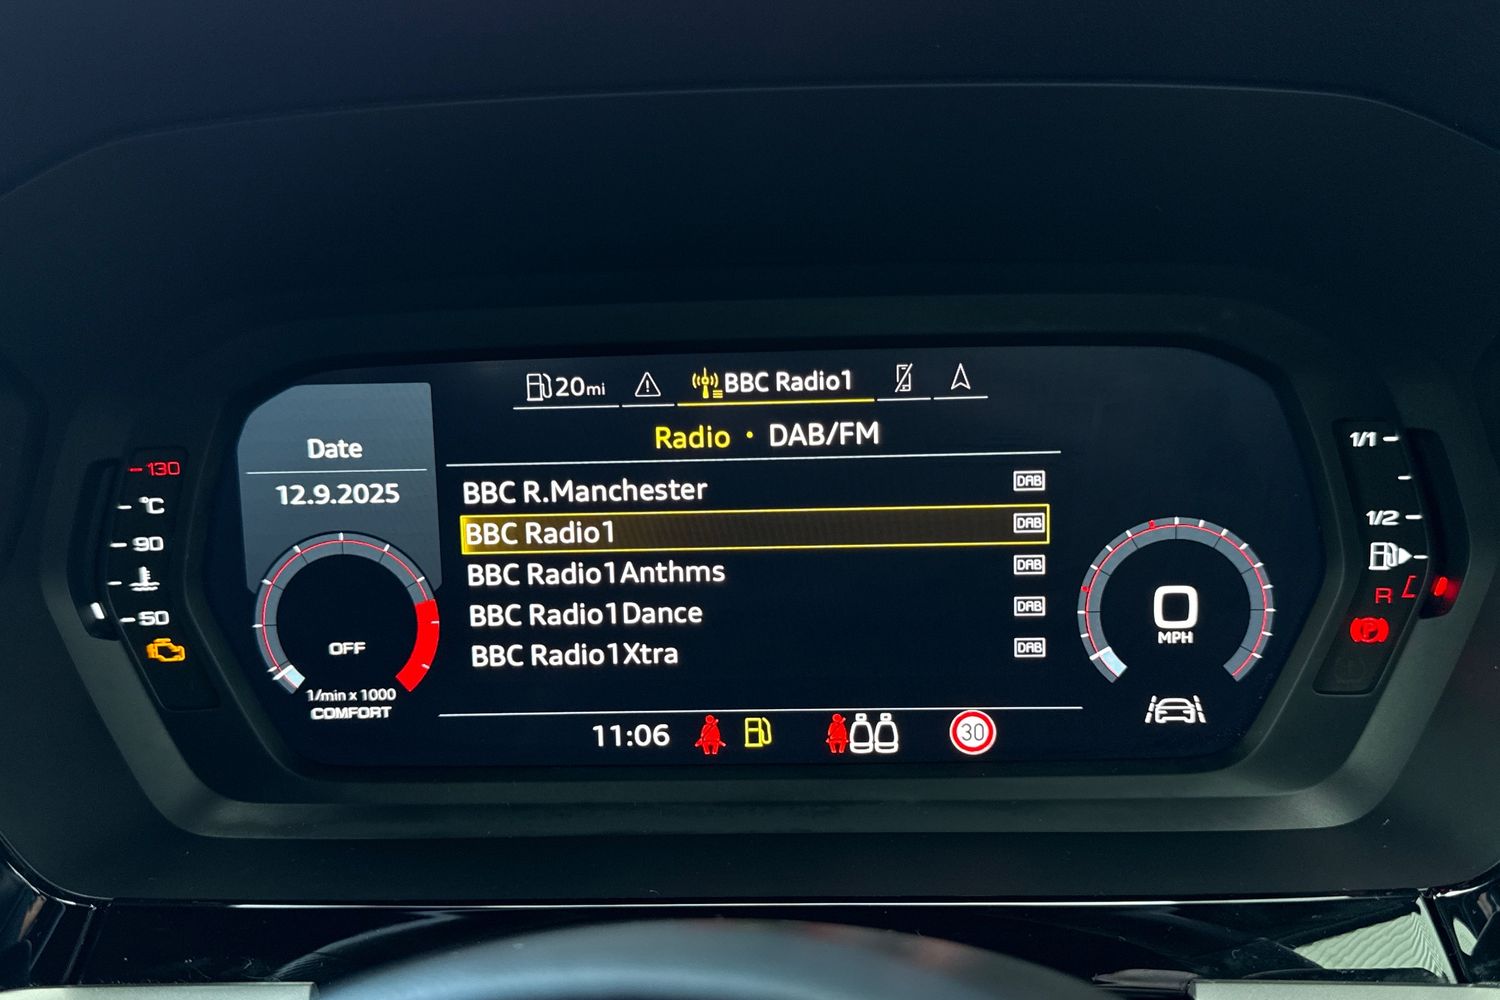 20mi
BBC Radio1
Radio • DAB/FM
Date
12.9.2025
BBC R.Manchester DAB
BBC Radio1 DAB
BBC Radio1Anthms DAB
BBC Radio1Dance DAB
BBC Radio1Xtra DAB
130
°C
90
50
OFF
1/min x 1000
COMFORT
11:06
30
0
MPH
1/1
1/2
R
P